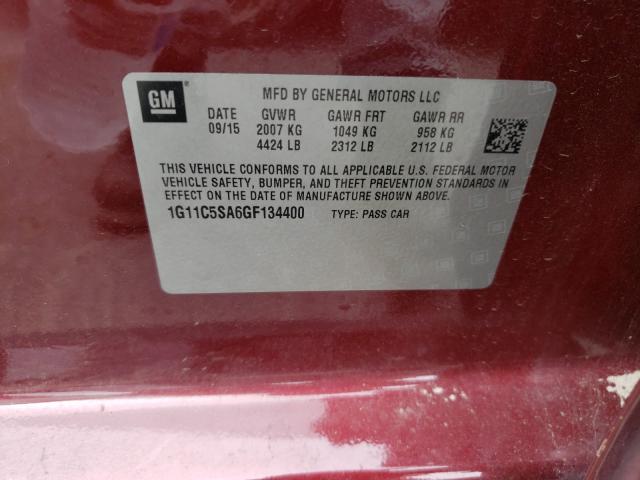 GM
MFD BY GENERAL MOTORS LLC
DATE GVWR GAWR FRT GAWR RR
09/15 2007 KG 1049 KG 958 KG
4424 LB 2312 LB 2112 LB
THIS VEHICLE CONFORMS TO ALL APPLICABLE U.S. FEDERAL MOTOR
VEHICLE SAFETY, BUMPER, AND THEFT PREVENTION STANDARDS IN
EFFECT ON THE DATE OF MANUFACTURE SHOWN ABOVE.
1G11C5SA6GF134400 TYPE: PASS CAR